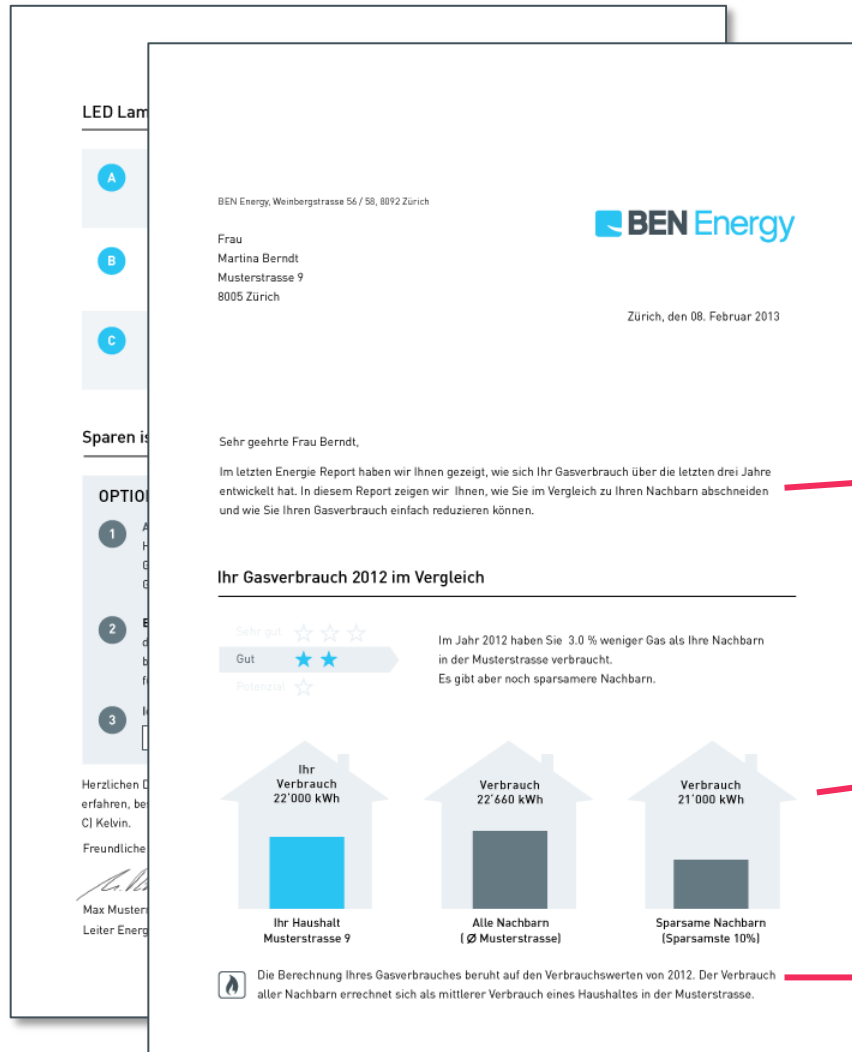 LED Lam
A
B
C
Sparen is
OPTIO
1
2
3
Herzlichen D
erfahren, be
C) Kelvin.
Freundliche
Max Muster
Leiter Energ
BEN Energy, Weinbergstrasse 56 / 58, 8092 Zürich
BEN Energy
Frau
Martina Berndt
Musterstrasse 9
8005 Zürich
Zürich, den 08. Februar 2013
Sehr geehrte Frau Berndt,
Im letzten Energie Report haben wir Ihnen gezeigt, wie sich Ihr Gasverbrauch über die letzten drei Jahre
entwickelt hat. In diesem Report zeigen wir Ihnen, wie Sie im Vergleich zu Ihren Nachbarn abschneiden
und wie Sie Ihren Gasverbrauch einfach reduzieren können.
Ihr Gasverbrauch 2012 im Vergleich
Sehr gut
Gut
Potenzial
Im Jahr 2012 haben Sie 3.0 % weniger Gas als Ihre Nachbarn
in der Musterstrasse verbraucht.
Es gibt aber noch sparsamere Nachbarn.
Ihr
Verbrauch
22'000 kWh
Ihr Haushalt
Musterstrasse 9
Verbrauch
22'660 kWh
Alle Nachbarn
( Ø Musterstrasse)
Verbrauch
21'000 kWh
Sparsame Nachbarn
(Sparsamste 10%)
Die Berechnung Ihres Gasverbrauches beruht auf den Verbrauchswerten von 2012. Der Verbrauch
aller Nachbarn errechnet sich als mittlerer Verbrauch eines Haushaltes in der Musterstrasse.